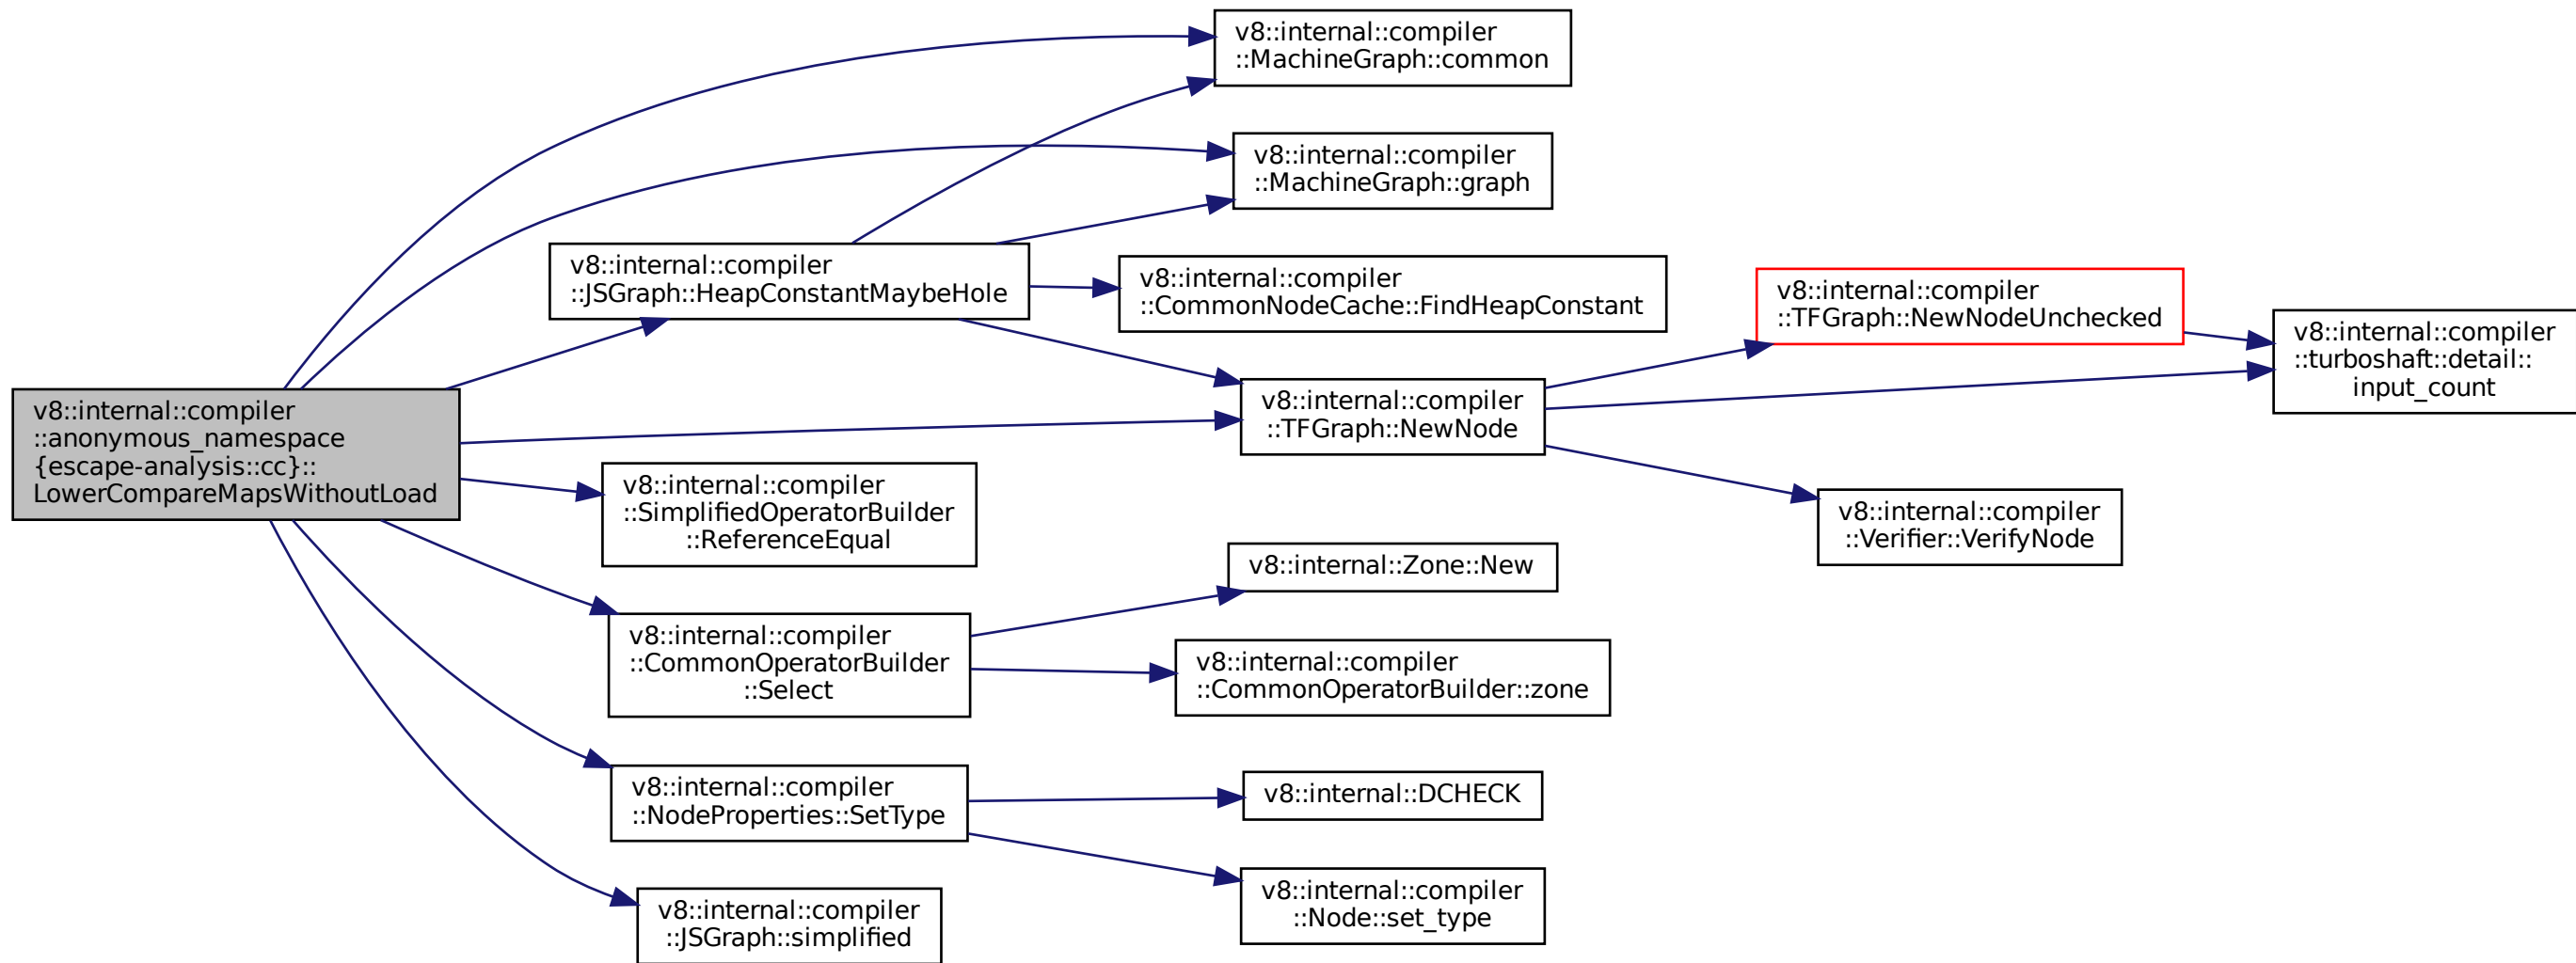 v8::internal::compiler
::MachineGraph::common
v8::internal::compiler
::MachineGraph::graph
v8::internal::compiler
::JSGraph::HeapConstantMaybeHole
v8::internal::compiler
::CommonNodeCache::FindHeapConstant
v8::internal::compiler
::TFGraph::NewNodeUnchecked
v8::internal::compiler
::turboshaft::detail::
input_count
v8::internal::compiler
::TFGraph::NewNode
v8::internal::compiler
::anonymous_namespace
{escape-analysis::cc}::
LowerCompareMapsWithoutLoad
v8::internal::compiler
::SimplifiedOperatorBuilder
::ReferenceEqual
v8::internal::compiler
::Verifier::VerifyNode
v8::internal::Zone::New
v8::internal::compiler
::CommonOperatorBuilder
::Select
v8::internal::compiler
::CommonOperatorBuilder::zone
v8::internal::compiler
::NodeProperties::SetType
v8::internal::DCHECK
v8::internal::compiler
::Node::set_type
v8::internal::compiler
::JSGraph::simplified